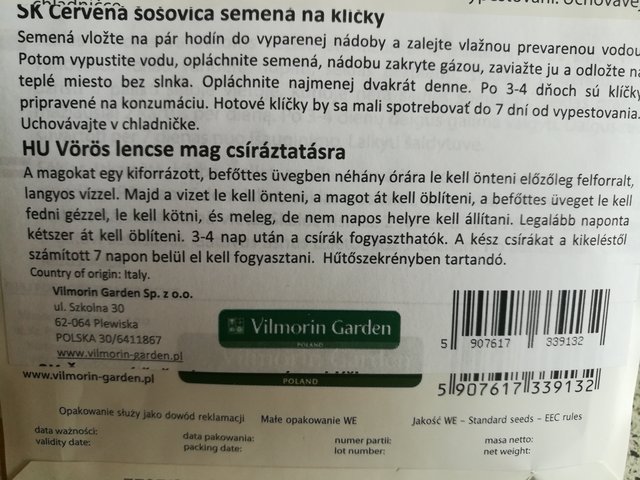 SK Červená šošovica semená na klíčky
Semená vložte na pár hodín do vyparenej nádoby a zalejte vlažnou prevarenou vodou
Potom vypustite vodu, opláchnite semená, nádobu zakryte gázou, zaviažte ju a odložte na
teplé miesto bez slnka. Opláchnite najmenej dvakrát denne. Po 3-4 dňoch sú klíčky
pripravené na konzumáciu. Hotové klíčky by sa mali spotrebovať do 7 dní od vypestovania.
Uchovávajte v chladničke.
HU Vörös lencse mag csíráztatásra
A magokat egy kiforrázott, befőttes üvegben néhány órára le kell önteni előzőleg felforralt,
langyos vízzel. Majd a vizet le kell önteni, a magot át kell öblíteni, a befőttes üveget le kell
fedni gézzel, le kell kötni, és meleg, de nem napos helyre kell állítani. Legalább naponta
kétszer át kell öblíteni. 3-4 nap után a csírák fogyaszthatók. A kész csírákat a kikeléstől
számított 7 napon belül el kell fogyasztani. Hűtőszekrényben tartandó.
Country of origin: Italy.
Vilmorin Garden Sp. z o.o.
ul. Szkolna 30
62-064 Plewiska
POLSKA 30/6411867
www.vilmorin-garden.pl
Vilmorin Garden
POLAND
5 907617 339132
www.vilmorin-garden.pl
POLAND
5 907617 339132
Opakowanie służy jako dowód reklamacji Małe opakowanie WE Jakość WE – Standard seeds – EEC rules
data ważności: data pakowania: numer partii: masa netto:
validity date: packing date: lot number: net weight: